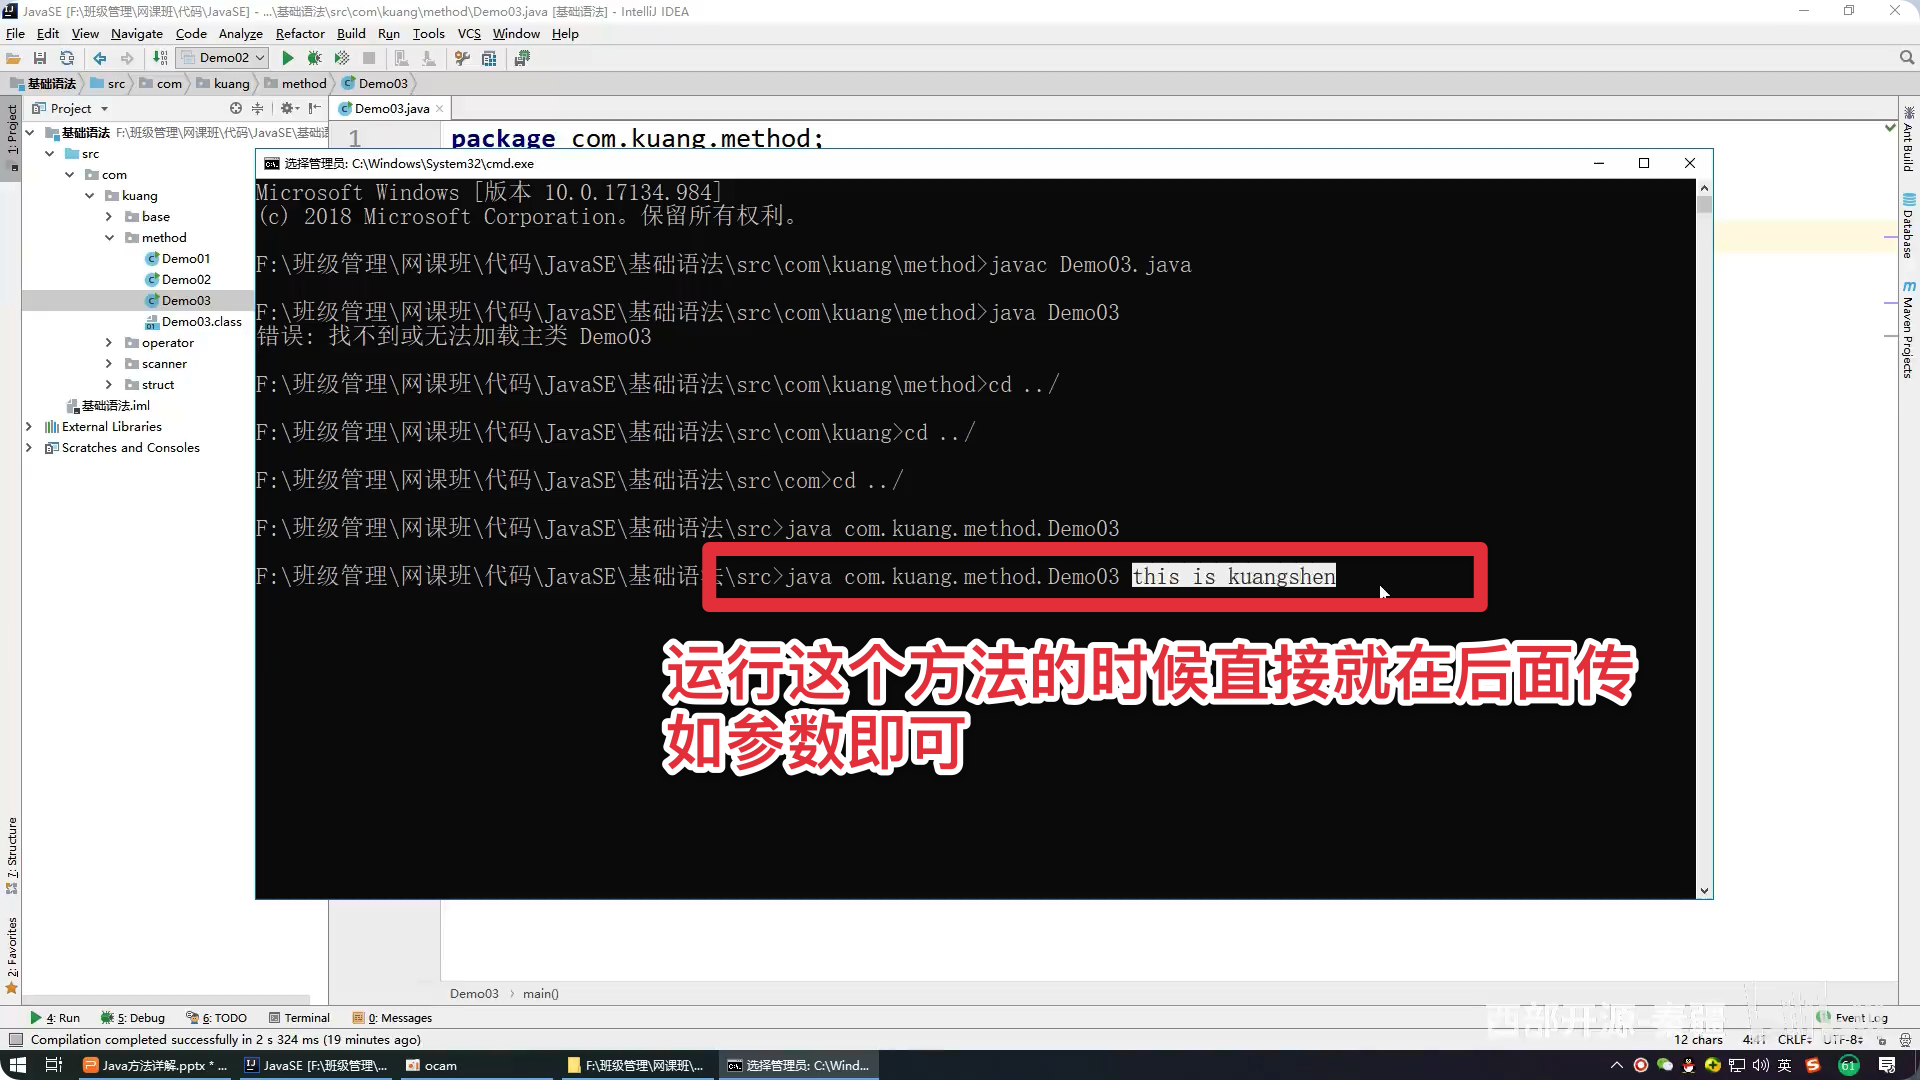 JavaSE [F:\班级管理\网课班\代码\JavaSE] - ...\基础语法\src\com\kuang\method\Demo03.java [基础语法] - IntelliJ IDEA
File Edit View Navigate Code Analyze Refactor Build Run Tools VCS Window Help
Demo02
基础语法 src com kuang method Demo03
Project
Demo03.java
1: Project
基础语法 F:\班级管理\网课班\代码\JavaSE\基础语
src
com
kuang
base
method
Demo01
Demo02
Demo03
Demo03.class
operator
scanner
struct
基础语法.iml
External Libraries
Scratches and Consoles
1 package com.kuang.method;
选择管理员: C:\Windows\System32\cmd.exe
Microsoft Windows [版本 10.0.17134.984]
(c) 2018 Microsoft Corporation。保留所有权利。
F:\班级管理\网课班\代码\JavaSE\基础语法\src\com\kuang\method>javac Demo03.java
F:\班级管理\网课班\代码\JavaSE\基础语法\src\com\kuang\method>java Demo03
错误: 找不到或无法加载主类 Demo03
F:\班级管理\网课班\代码\JavaSE\基础语法\src\com\kuang\method>cd ../
F:\班级管理\网课班\代码\JavaSE\基础语法\src\com\kuang>cd ../
F:\班级管理\网课班\代码\JavaSE\基础语法\src\com>cd ../
F:\班级管理\网课班\代码\JavaSE\基础语法\src>java com.kuang.method.Demo03
F:\班级管理\网课班\代码\JavaSE\基础语法\src>java com.kuang.method.Demo03 this is kuangshen
运行这个方法的时候直接就在后面传
如参数即可
Ant Build
Database
Maven Projects
7: Structure
2: Favorites
Demo03 main()
4: Run 5: Debug 6: TODO Terminal 0: Messages
Event Log
西部开源-秦疆
Compilation completed successfully in 2 s 324 ms (19 minutes ago)
12 chars 4:41 CRLF UTF-8
Java方法详解.pptx * ...
JavaSE [F:\班级管理\...
ocam
F:\班级管理\网课班\...
选择管理员: C:\Wind...
英
61